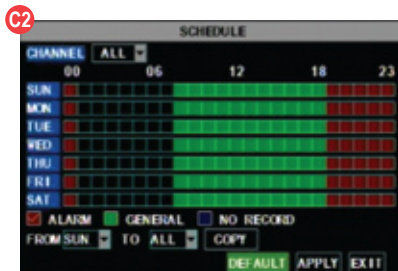 C2
SCHEDULE
CHANNEL ALL
00 06 12 18 23
SUN
MON
TUE
WED
THU
FRI
SAT
ALARM GENERAL NO RECORD
FROM SUN TO ALL COPY
DEFAULT APPLY EXIT